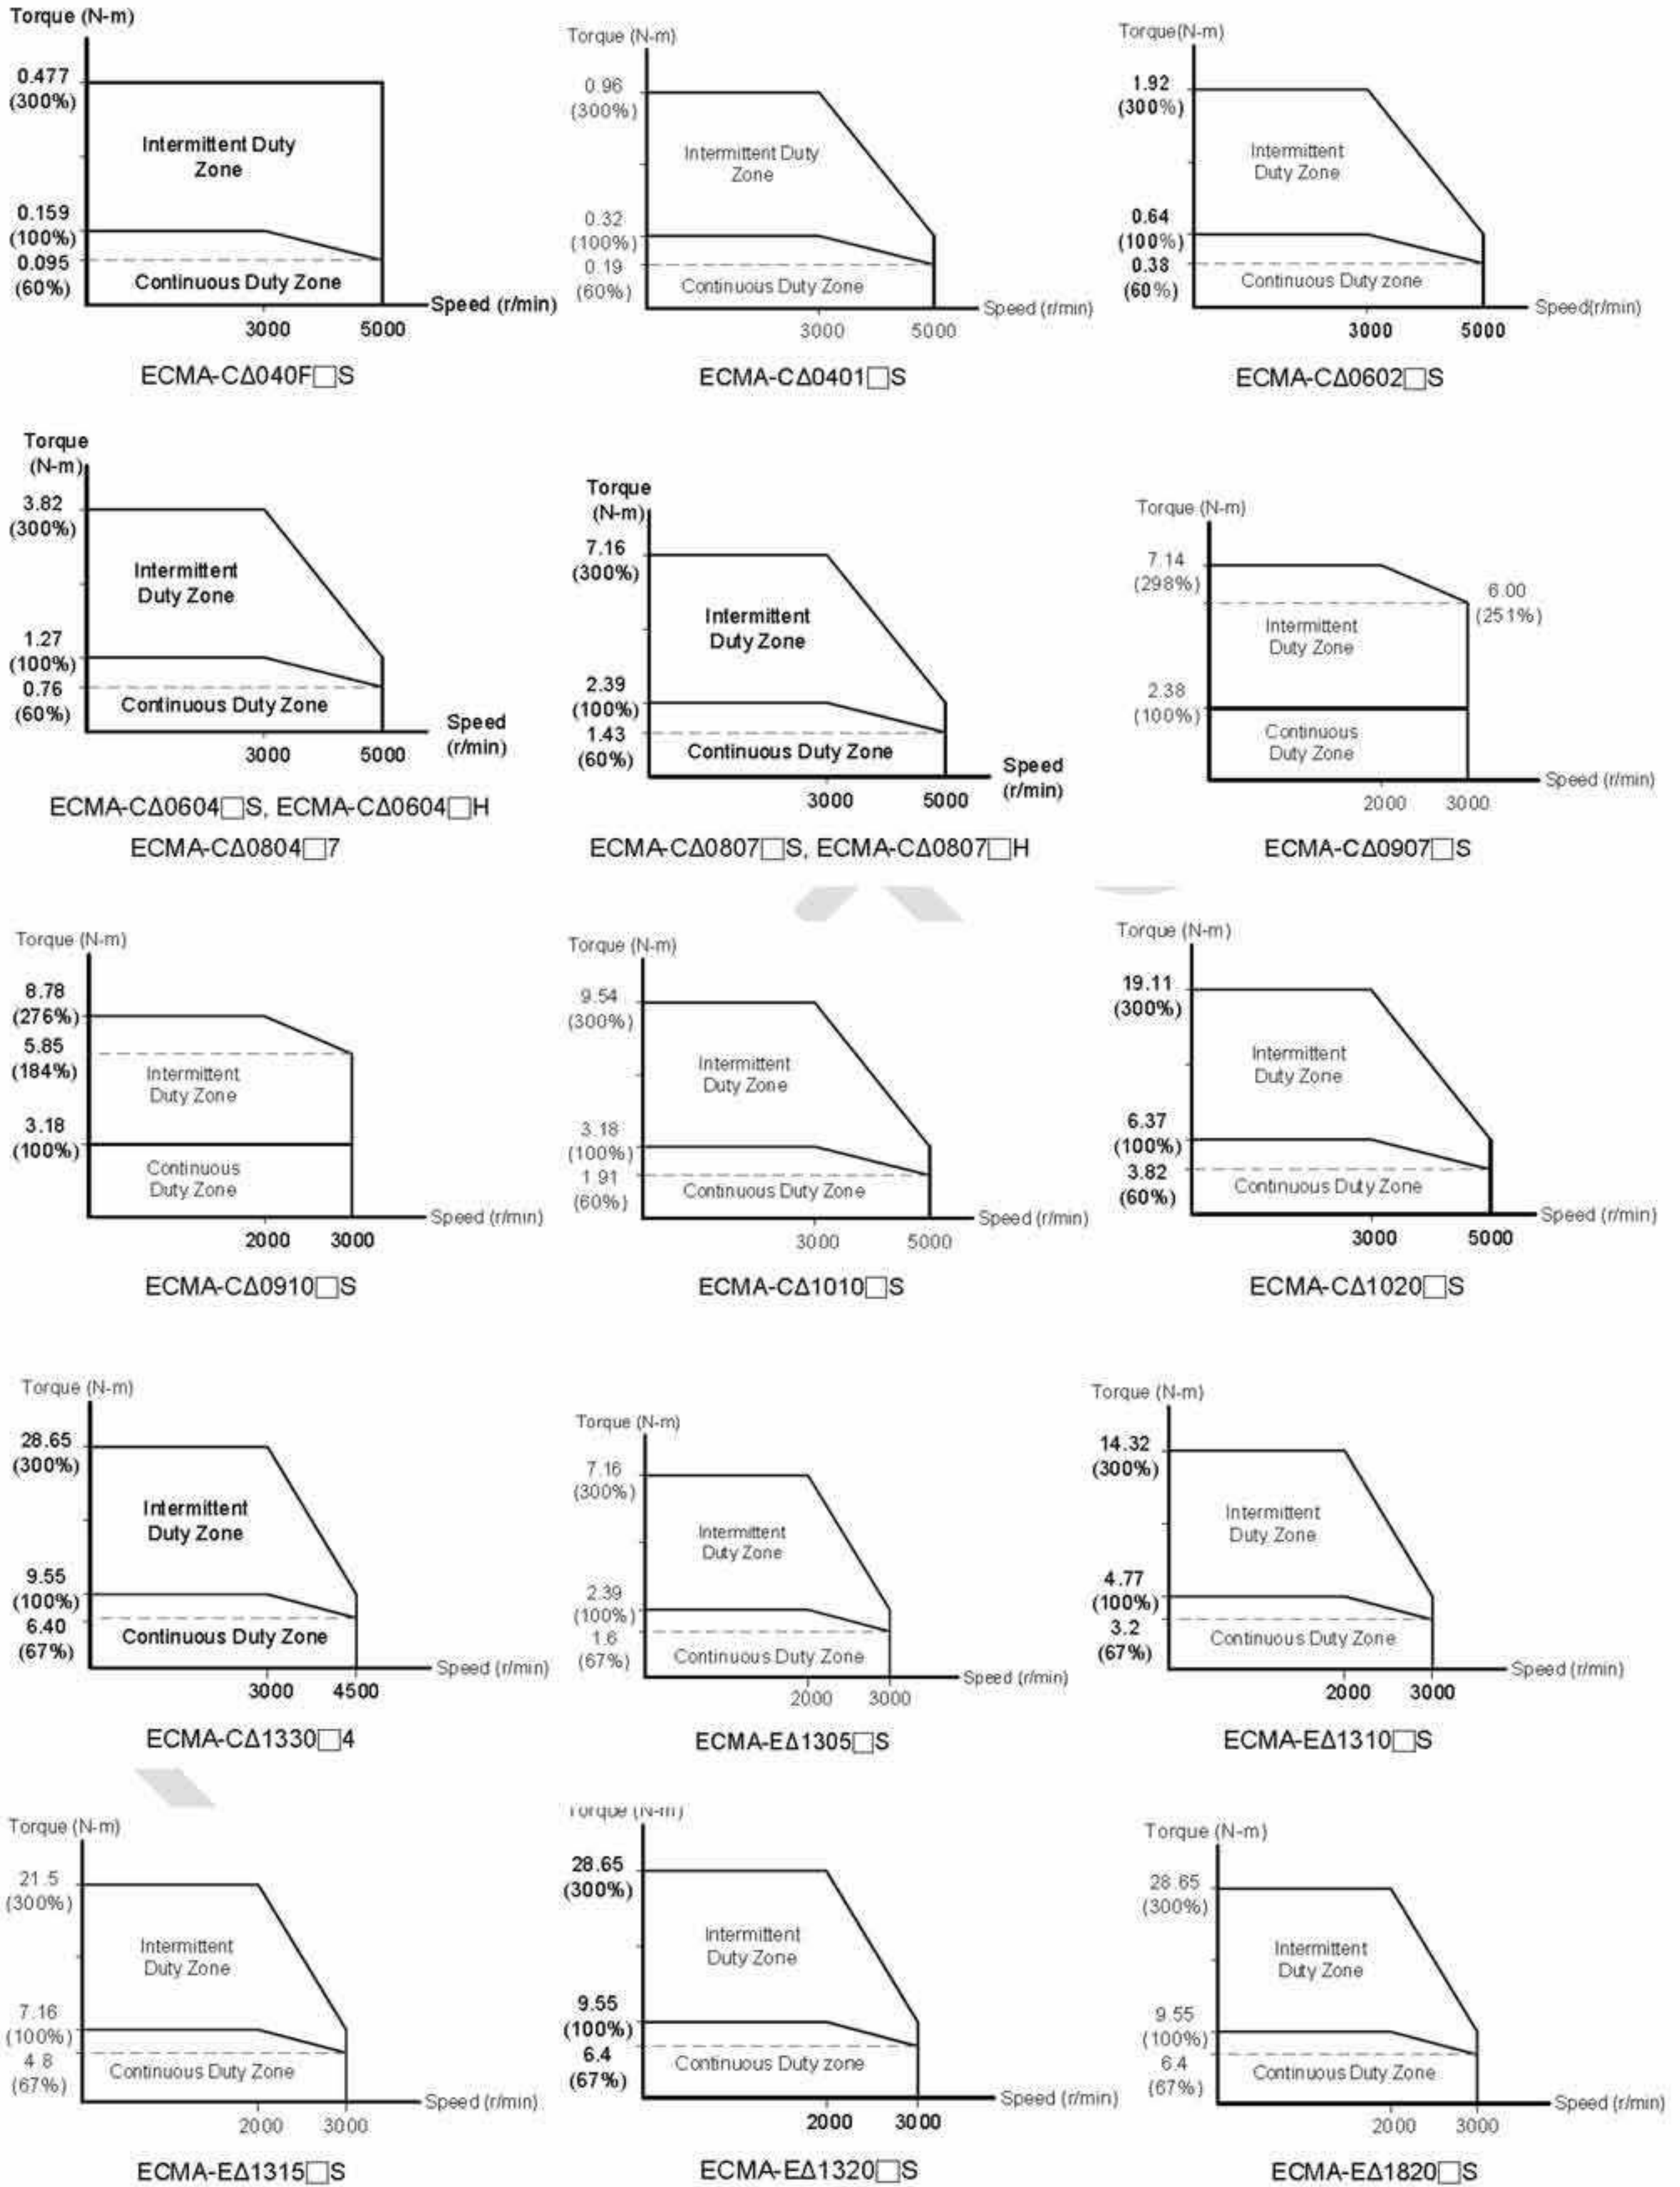 Torque (N-m)
0.477
(300%)
Intermittent Duty
Zone
0.159
(100%)
0.095
(60%)
Continuous Duty Zone
Speed (r/min)
3000
5000
ECMA-CΔ040F□S
Torque (N-m)
0.96
(300%)
Intermittent Duty
Zone
0.32
(100%)
0.19
(60%)
Continuous Duty Zone
Speed (r/min)
3000
5000
ECMA-CΔ0401□S
Torque(N-m)
1.92
(300%)
Intermittent
Duty Zone
0.64
(100%)
0.38
(60%)
Continuous Duty zone
Speed(r/min)
3000
5000
ECMA-CΔ0602□S
Torque
(N-m)
3.82
(300%)
Intermittent
Duty Zone
1.27
(100%)
0.76
(60%)
Continuous Duty Zone
Speed
(r/min)
3000
5000
ECMA-CΔ0604□S, ECMA-CΔ0604□H
ECMA-CΔ0804□7
Torque
(N-m)
7.16
(300%)
Intermittent
Duty Zone
2.39
(100%)
1.43
(60%)
Continuous Duty Zone
Speed
(r/min)
3000
5000
ECMA-CΔ0807□S, ECMA-CΔ0807□H
Torque (N-m)
7.14
(298%)
6.00
(251%)
Intermittent
Duty Zone
2.38
(100%)
Continuous
Duty Zone
Speed (r/min)
2000
3000
ECMA-CΔ0907□S
Torque (N-m)
8.78
(276%)
5.85
(184%)
Intermittent
Duty Zone
3.18
(100%)
Continuous
Duty Zone
Speed (r/min)
2000
3000
ECMA-CΔ0910□S
Torque (N-m)
9.54
(300%)
Intermittent
Duty Zone
3.18
(100%)
1.91
(60%)
Continuous Duty Zone
Speed (r/min)
3000
5000
ECMA-CΔ1010□S
Torque (N-m)
19.11
(300%)
Intermittent
Duty Zone
6.37
(100%)
3.82
(60%)
Continuous Duty Zone
Speed (r/min)
3000
5000
ECMA-CΔ1020□S
Torque (N-m)
28.65
(300%)
Intermittent
Duty Zone
9.55
(100%)
6.40
(67%)
Continuous Duty Zone
Speed (r/min)
3000
4500
ECMA-CΔ1330□4
Torque (N-m)
7.16
(300%)
Intermittent
Duty Zone
2.39
(100%)
1.6
(67%)
Continuous Duty Zone
Speed (r/min)
2000
3000
ECMA-EΔ1305□S
Torque (N-m)
14.32
(300%)
Intermittent
Duty Zone
4.77
(100%)
3.2
(67%)
Continuous Duty Zone
Speed (r/min)
2000
3000
ECMA-EΔ1310□S
Torque (N-m)
21.5
(300%)
Intermittent
Duty Zone
7.16
(100%)
4.8
(67%)
Continuous Duty Zone
Speed (r/min)
2000
3000
ECMA-EΔ1315□S
Torque (N-m)
28.65
(300%)
Intermittent
Duty Zone
9.55
(100%)
6.4
(67%)
Continuous Duty zone
Speed (r/min)
2000
3000
ECMA-EΔ1320□S
Torque (N-m)
28.65
(300%)
Intermittent
Duty Zone
9.55
(100%)
6.4
(67%)
Continuous Duty Zone
Speed (r/min)
2000
3000
ECMA-EΔ1820□S